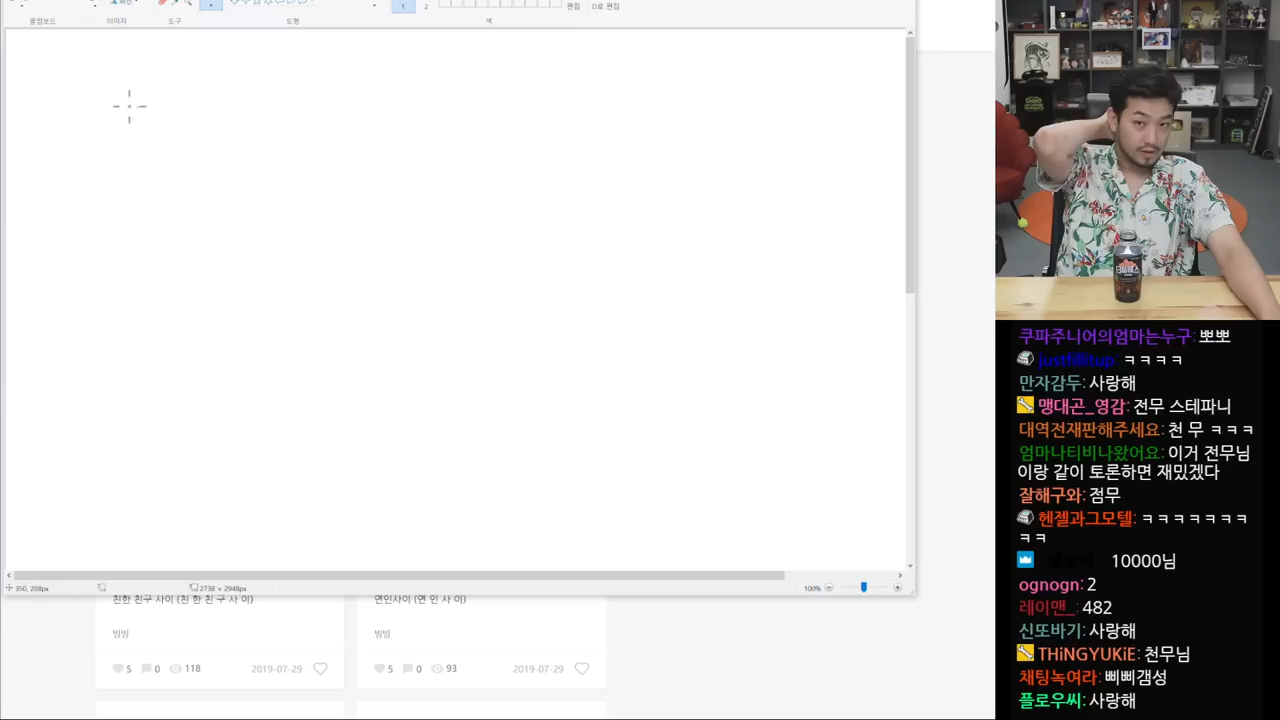 클립보드
이미지
도구
도형
1
2
색
편집
D로 편집
350, 208px
2738 × 2948px
100%
친한 친구 사이 (친 한 친 구 사 이)
연인사이 (연 인 사 이)
빙빙
빙빙
5 0 118 2019-07-29
5 0 93 2019-07-29
쿠파주니어의엄마는누구: 뽀뽀
justfillitup: ㅋㅋㅋㅋ
만자감두: 사랑해
맹대곤_영감: 전무 스테파니
대역전재판해주세요: 천 무 ㅋㅋㅋ
엄마나티비나왔어요: 이거 전무님
이랑 같이 토론하면 재밌겠다
잘해구와: 점무
헨젤과그모텔: ㅋㅋㅋㅋㅋㅋㅋ
ㅋㅋ
10000님
ognogn: 2
레이맨_: 482
신또바기: 사랑해
THiNGYUKiE: 천무님
채팅녹여라: 삐삐갬성
플로우씨: 사랑해